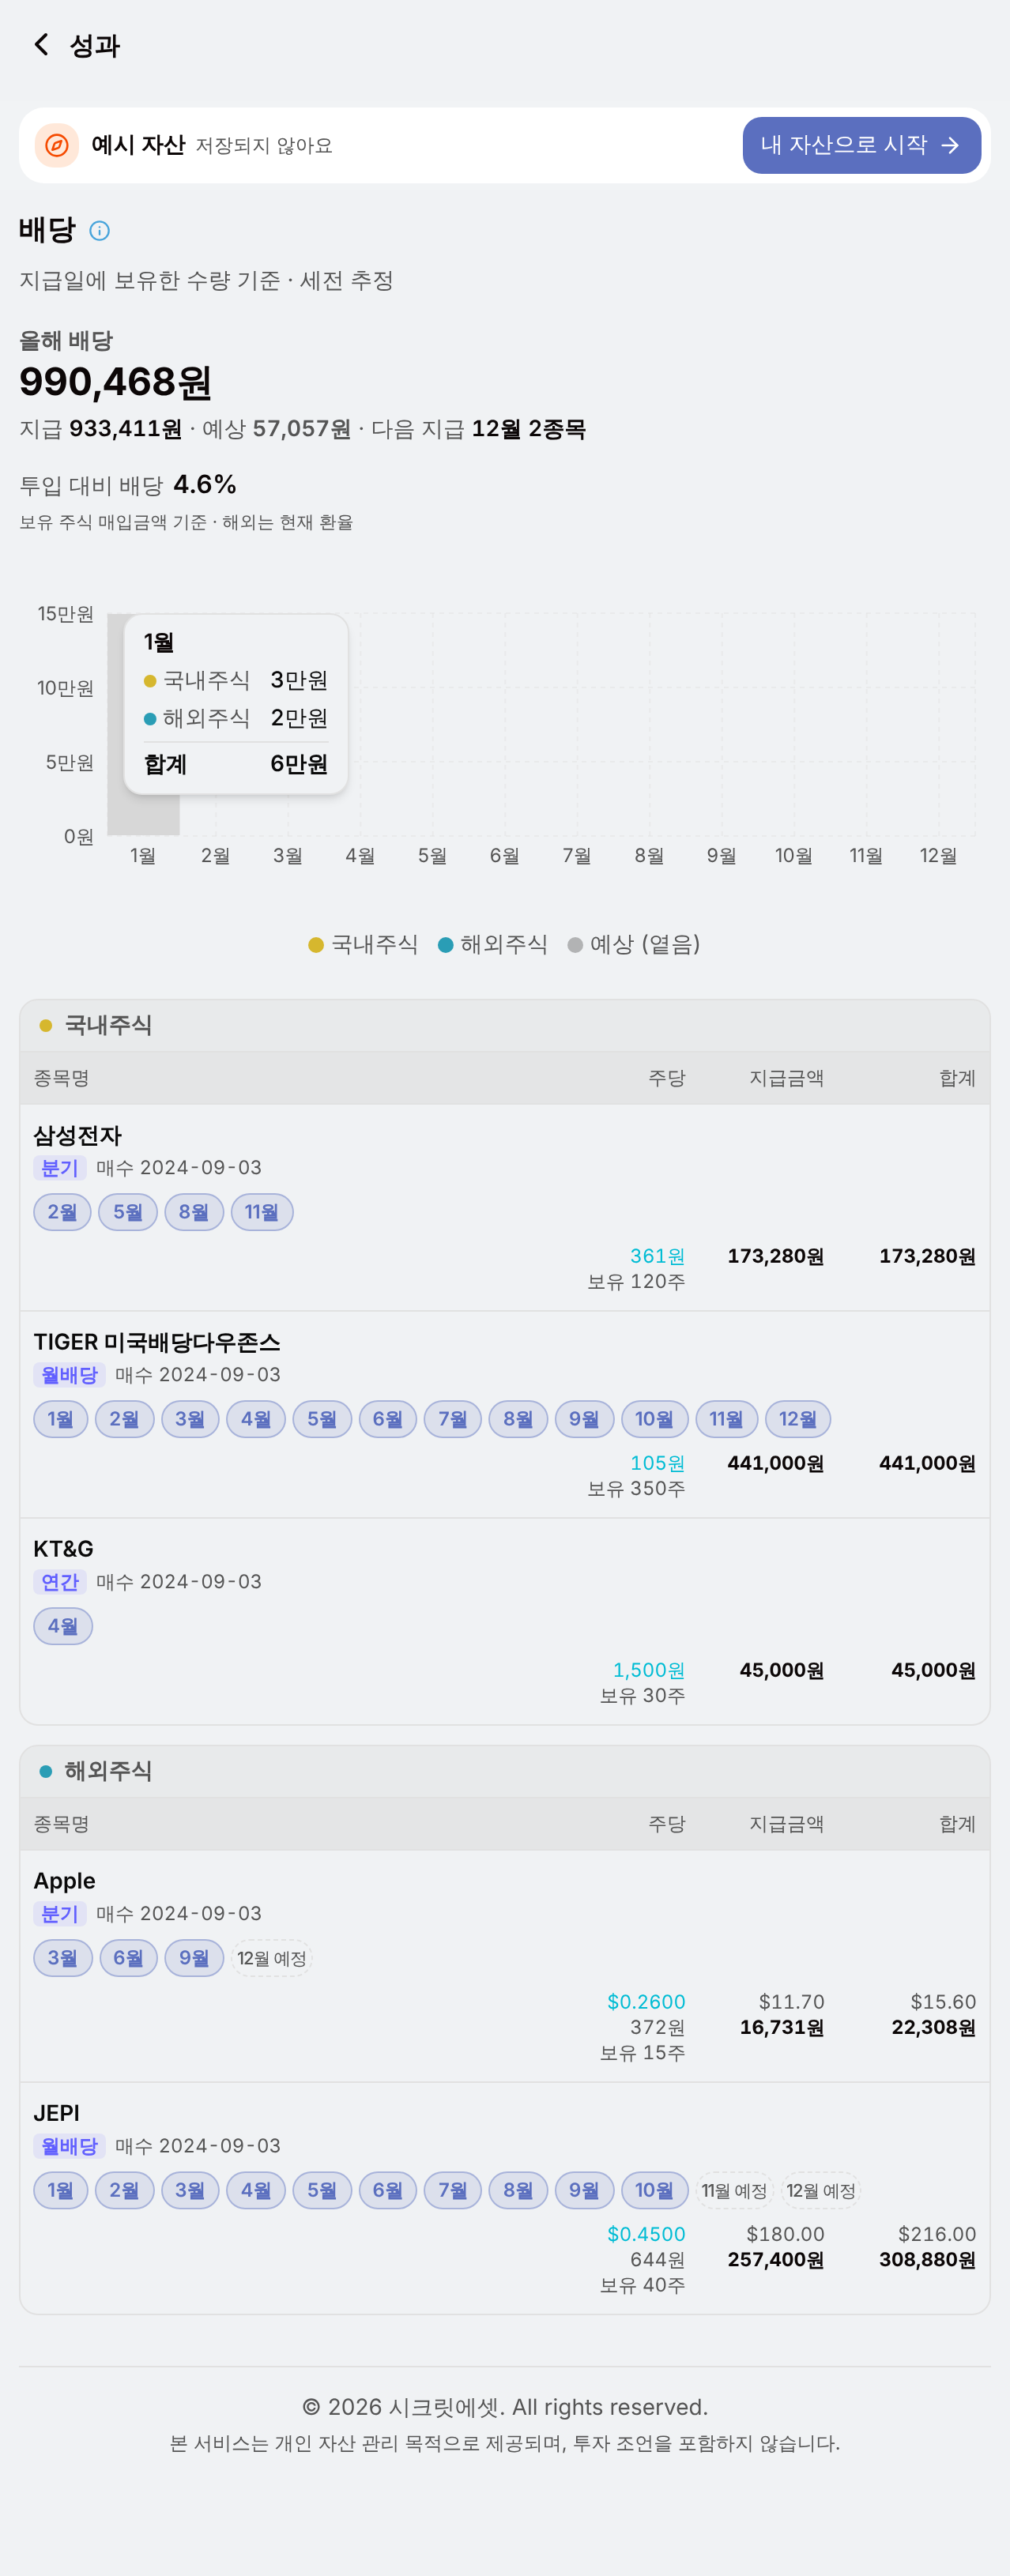 성과
예시 자산 저장되지 않아요 내 자산으로 시작 →
배당
지급일에 보유한 수량 기준 · 세전 추정
올해 배당
990,468원
지급 933,411원 · 예상 57,057원 · 다음 지급 12월 2종목
투입 대비 배당 4.6%
보유 주식 매입금액 기준 · 해외는 현재 환율
15만원
10만원
5만원
0원
1월
국내주식 3만원
해외주식 2만원
합계 6만원
1월 2월 3월 4월 5월 6월 7월 8월 9월 10월 11월 12월
국내주식 해외주식 예상 (옅음)
국내주식
종목명 주당 지급금액 합계
삼성전자
분기 매수 2024-09-03
2월 5월 8월 11월
361원 173,280원 173,280원
보유 120주
TIGER 미국배당다우존스
월배당 매수 2024-09-03
1월 2월 3월 4월 5월 6월 7월 8월 9월 10월 11월 12월
105원 441,000원 441,000원
보유 350주
KT&G
연간 매수 2024-09-03
4월
1,500원 45,000원 45,000원
보유 30주
해외주식
종목명 주당 지급금액 합계
Apple
분기 매수 2024-09-03
3월 6월 9월 12월 예정
$0.2600 $11.70 $15.60
372원 16,731원 22,308원
보유 15주
JEPI
월배당 매수 2024-09-03
1월 2월 3월 4월 5월 6월 7월 8월 9월 10월 11월 예정 12월 예정
$0.4500 $180.00 $216.00
644원 257,400원 308,880원
보유 40주
© 2026 시크릿에셋. All rights reserved.
본 서비스는 개인 자산 관리 목적으로 제공되며, 투자 조언을 포함하지 않습니다.